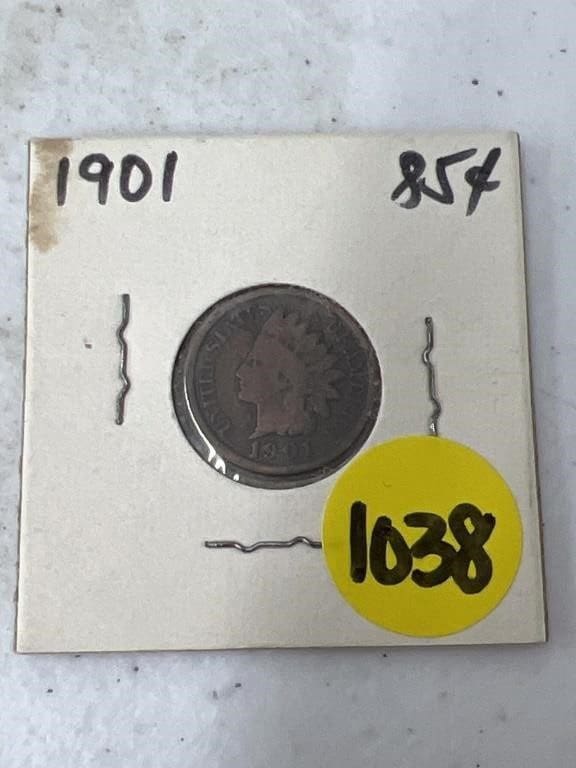 1901 85¢
UNITED STATES OF AMERICA
1901
1038